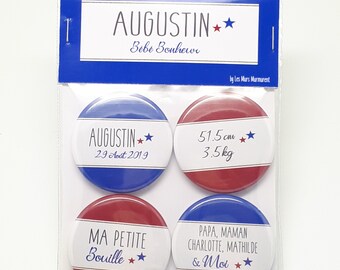 AUGUSTIN
Bébé Bonheur
by Les Murs Murmurent
AUGUSTIN
29 Août 2019
51.5 cm
3.5 kg
MA PETITE
Bouille
PAPA, MAMAN
CHARLOTTE, MATHILDE
& Moi